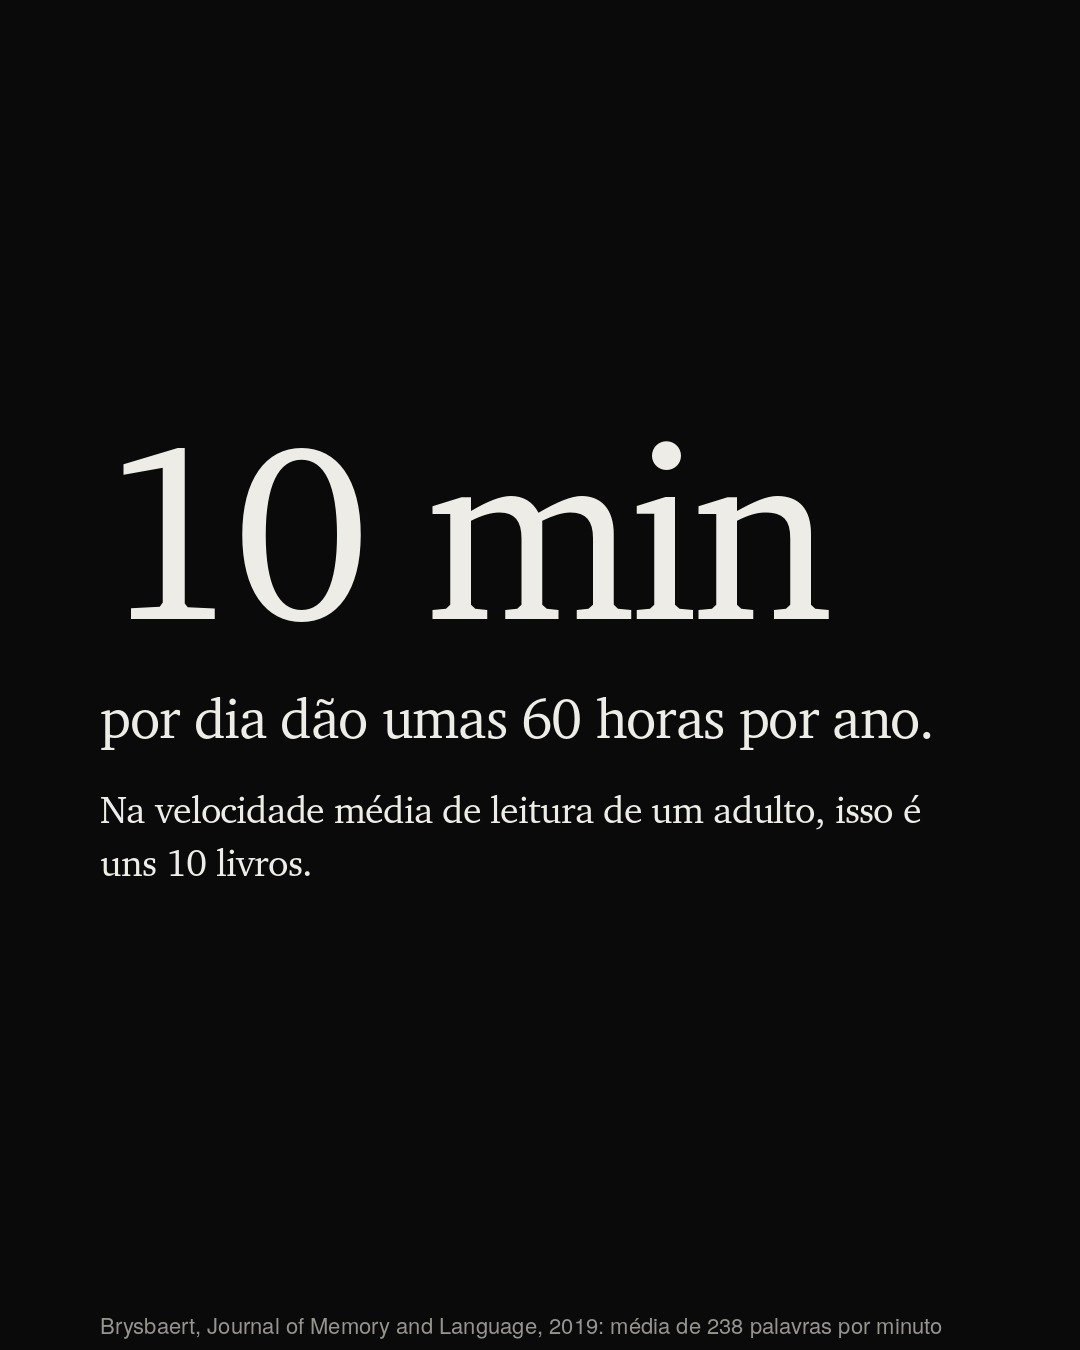 10 min
por dia dão umas 60 horas por ano.
Na velocidade média de leitura de um adulto, isso é
uns 10 livros.
Brysbaert, Journal of Memory and Language, 2019: média de 238 palavras por minuto